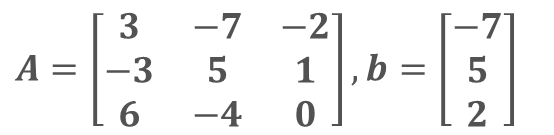 A = [ 3 −7 −2
−3 5 1
6 −4 0 ], b = [ −7
5
2 ]